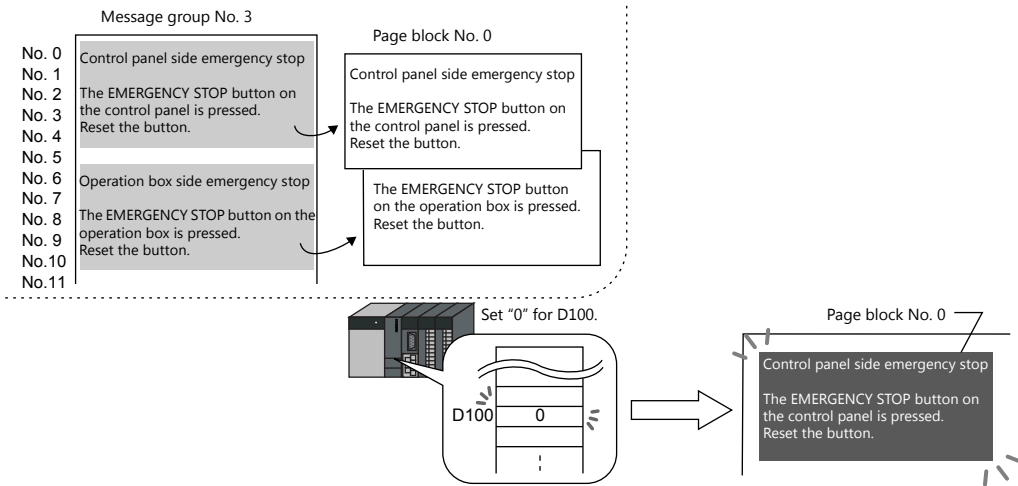 Message group No. 3
No. 0
No. 1
No. 2
No. 3
No. 4
No. 5
No. 6
No. 7
No. 8
No. 9
No.10
No.11
Control panel side emergency stop
The EMERGENCY STOP button on
the control panel is pressed.
Reset the button.
Operation box side emergency stop
The EMERGENCY STOP button on the
operation box is pressed.
Reset the button.
Page block No. 0
Control panel side emergency stop
The EMERGENCY STOP button on
the control panel is pressed.
Reset the button.
The EMERGENCY STOP button
on the operation box is pressed.
Reset the button.
Set “0” for D100.
D100
0
Page block No. 0
Control panel side emergency stop
The EMERGENCY STOP button on
the control panel is pressed.
Reset the button.